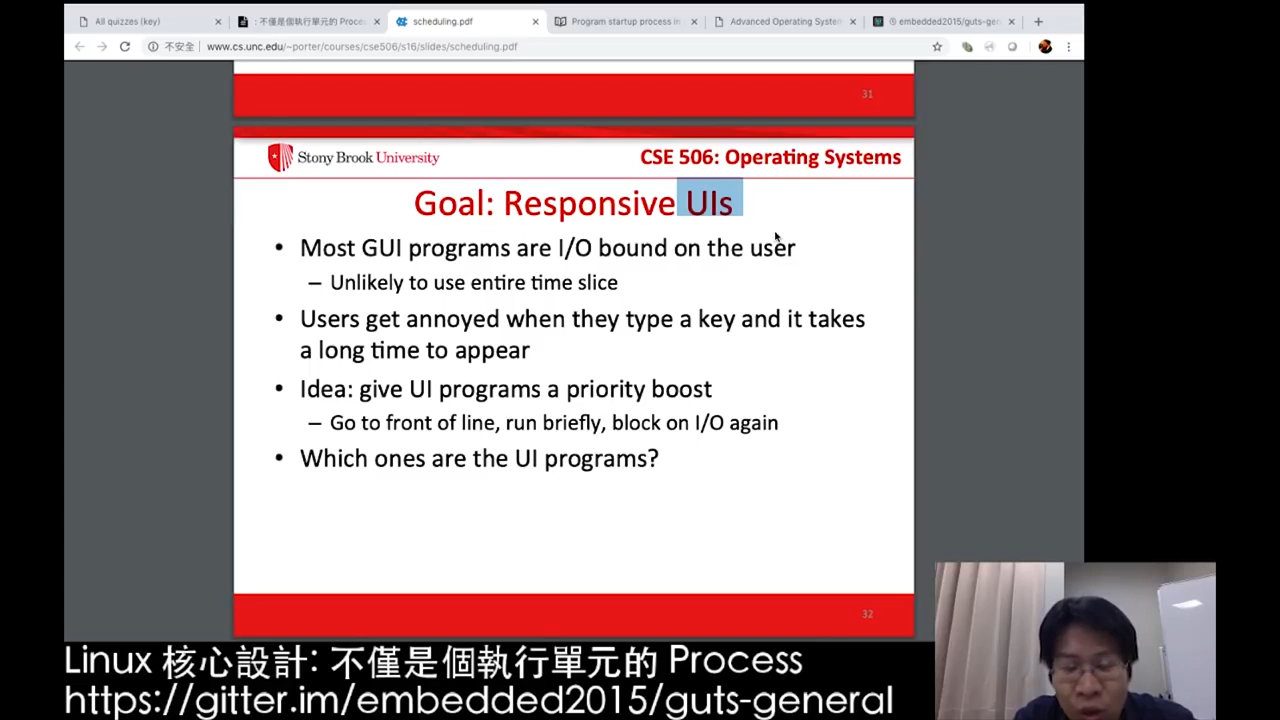 All quizzes (key)
: 不僅是個執行單元的 Proces
scheduling.pdf
Program startup process in
Advanced Operating System
embedded2015/guts-gen
不安全
www.cs.unc.edu/~porter/courses/cse506/s16/slides/scheduling.pdf
31
Stony Brook University
CSE 506: Operating Systems
Goal: Responsive UIs
• Most GUI programs are I/O bound on the user
– Unlikely to use entire time slice
• Users get annoyed when they type a key and it takes
a long time to appear
• Idea: give UI programs a priority boost
– Go to front of line, run briefly, block on I/O again
• Which ones are the UI programs?
32
Linux 核心設計: 不僅是個執行單元的 Process
https://gitter.im/embedded2015/guts-general